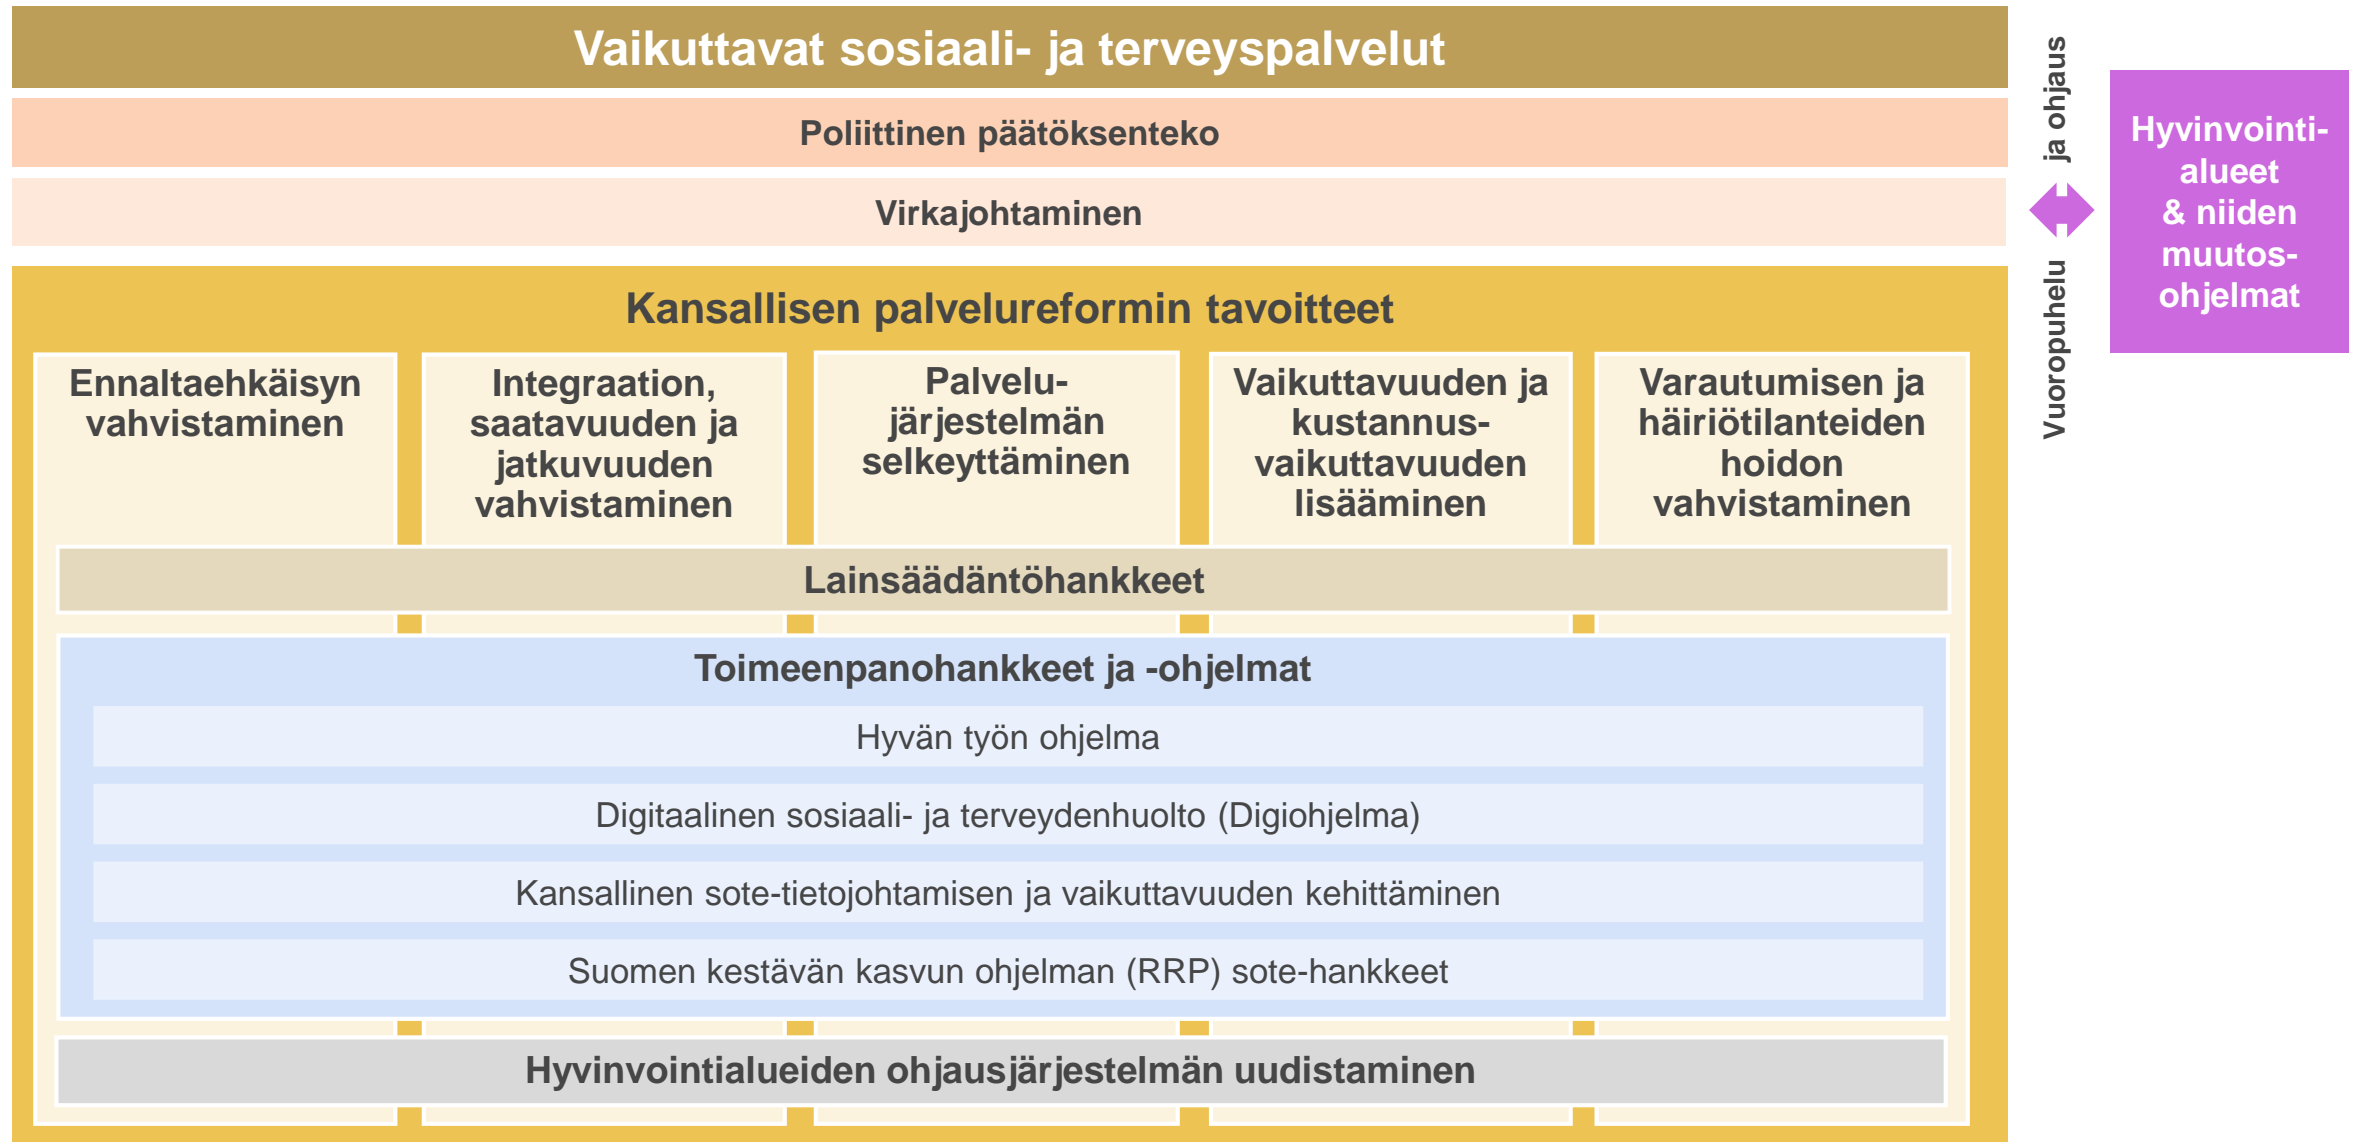 Vaikuttavat sosiaali- ja terveyspalvelut
Poliittinen päätöksenteko
Virkajohtaminen
Kansallisen palvelureformin tavoitteet
Ennaltaehkäisyn
vahvistaminen
Integraation,
saatavuuden ja
jatkuvuuden
vahvistaminen
Palvelu-
järjestelmän
selkeyttäminen
Vaikuttavuuden ja
kustannus-
vaikuttavuuden
lisääminen
Varautumisen ja
häiriötilanteiden
hoidon
vahvistaminen
Lainsäädäntöhankkeet
Toimeenpanohankkeet ja -ohjelmat
Hyvän työn ohjelma
Digitaalinen sosiaali- ja terveydenhuolto (Digiohjelma)
Kansallinen sote-tietojohtamisen ja vaikuttavuuden kehittäminen
Suomen kestävän kasvun ohjelman (RRP) sote-hankkeet
Hyvinvointialueiden ohjausjärjestelmän uudistaminen
Vuoropuhelu ja ohjaus
Hyvinvointi-
alueet
& niiden
muutos-
ohjelmat